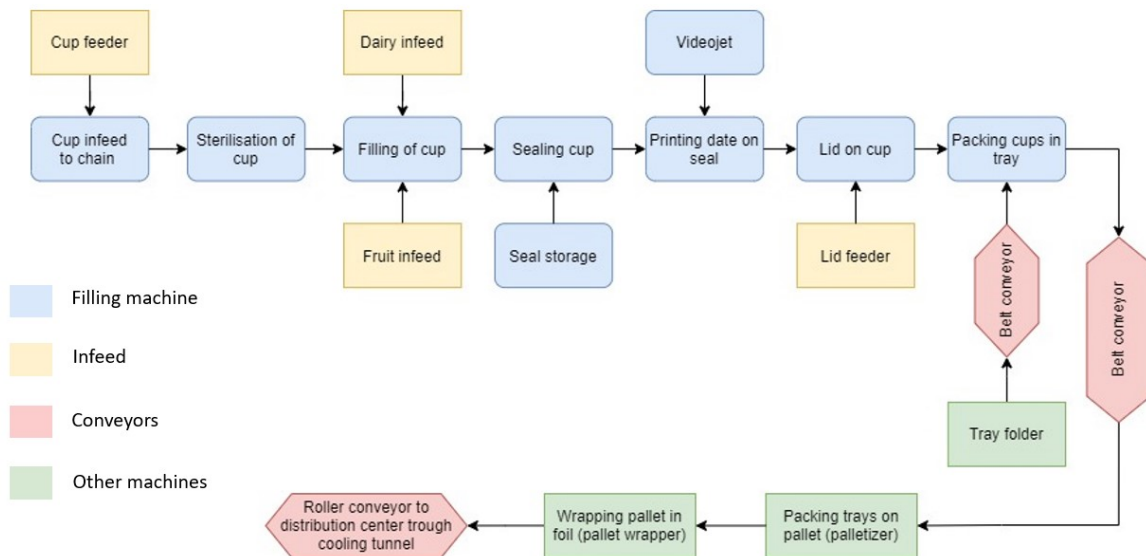 Cup feeder
Dairy infeed
Videojet
Cup infeed
to chain
Sterilisation of
cup
Filling of cup
Sealing cup
Printing date on
seal
Lid on cup
Packing cups in
tray
Fruit infeed
Seal storage
Lid feeder
Belt conveyor
Belt conveyor
Tray folder
Filling machine
Infeed
Conveyors
Other machines
Roller conveyor to
distribution center trough
cooling tunnel
Wrapping pallet in
foil (pallet wrapper)
Packing trays on
pallet (palletizer)